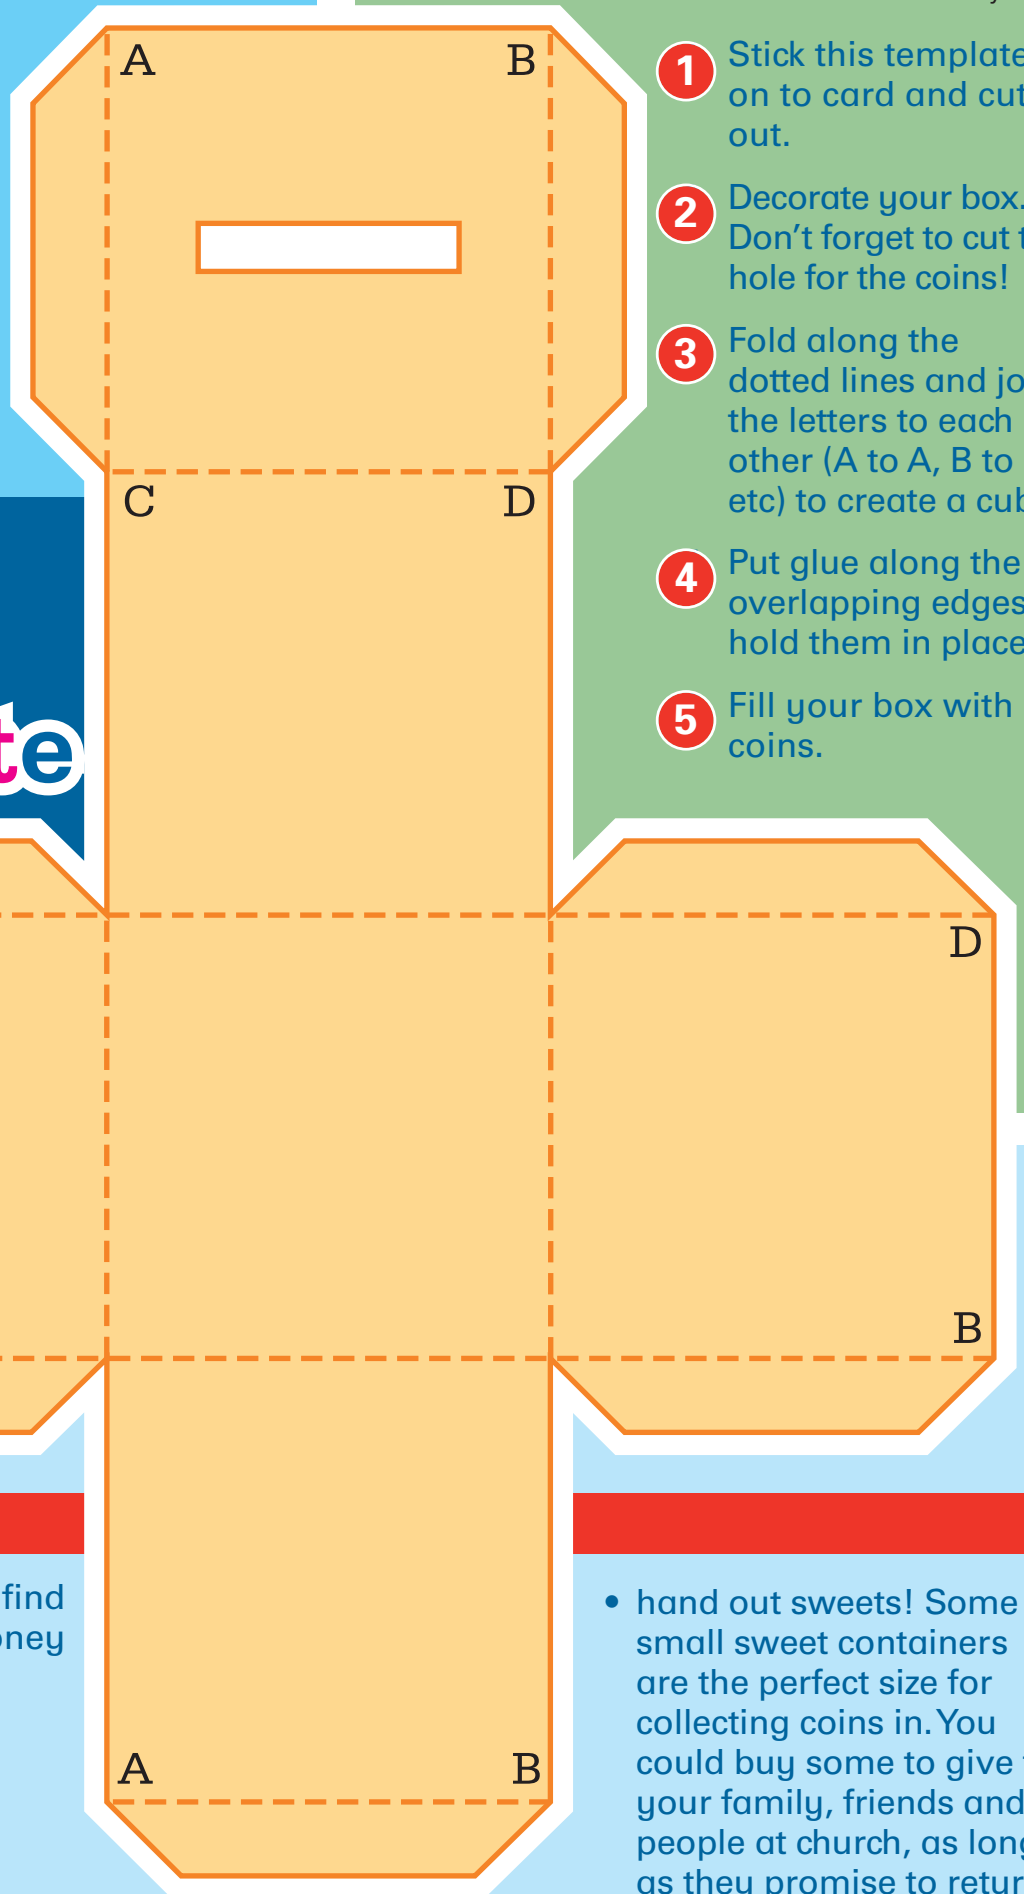 A B
C D
1 Stick this template
on to card and cut
out.
2 Decorate your box.
Don't forget to cut
hole for the coins!
3 Fold along the
dotted lines and
the letters to each
other (A to A, B to
etc) to create a
4 Put glue along the
overlapping edges
hold them in place
5 Fill your box with
coins.
te
D
B
A B
find
oney
• hand out sweets! Some
small sweet containers
are the perfect size for
collecting coins in. You
could buy some to give
your family, friends and
people at church, as long
as they promise to return